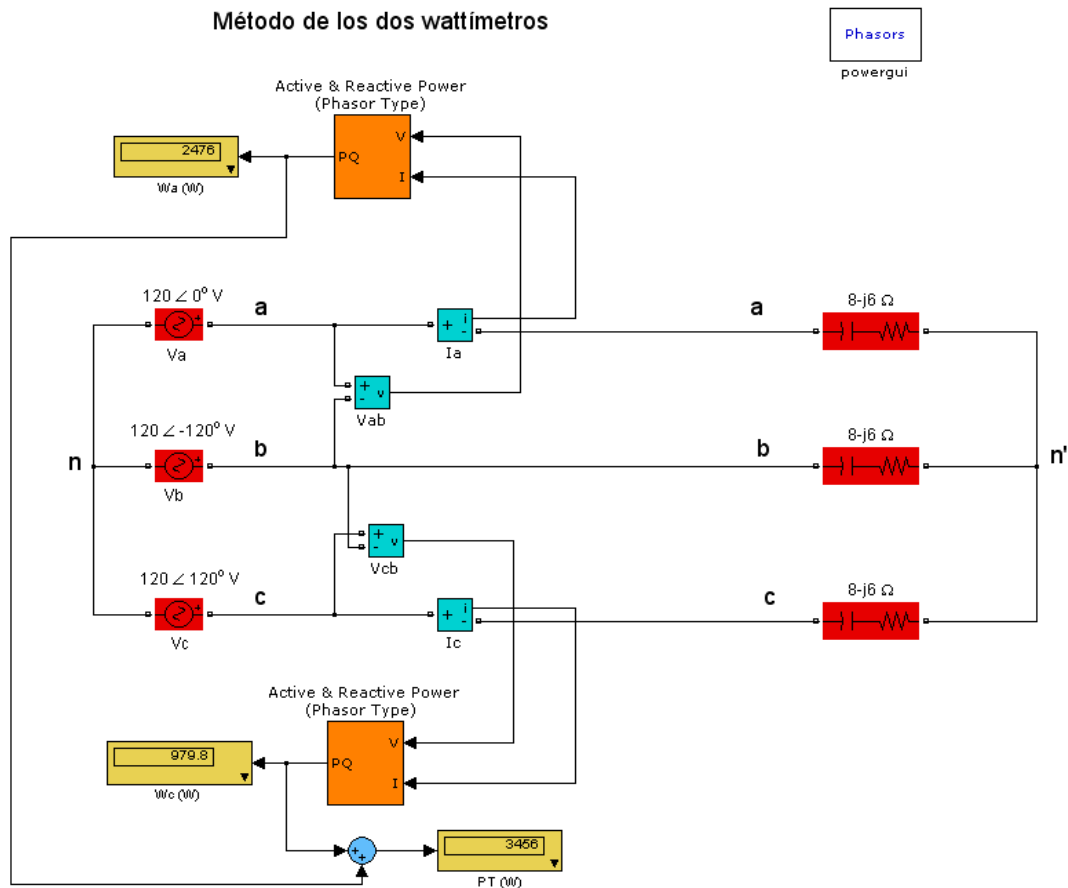 Método de los dos wattímetros
Phasors
powergui
Active & Reactive Power
(Phasor Type)
V
PQ
I
2476
Wa (W)
120 ∠ 0° V
a
+ i -
a
8-j6 Ω
Va
Ia
+ - v
Vab
120 ∠ -120° V
n
b
b
8-j6 Ω
n'
Vb
+ - v
Vcb
120 ∠ 120° V
c
+ i -
c
8-j6 Ω
Vc
Ic
Active & Reactive Power
(Phasor Type)
V
PQ
I
979.8
Wc (W)
+ +
3456
PT (W)